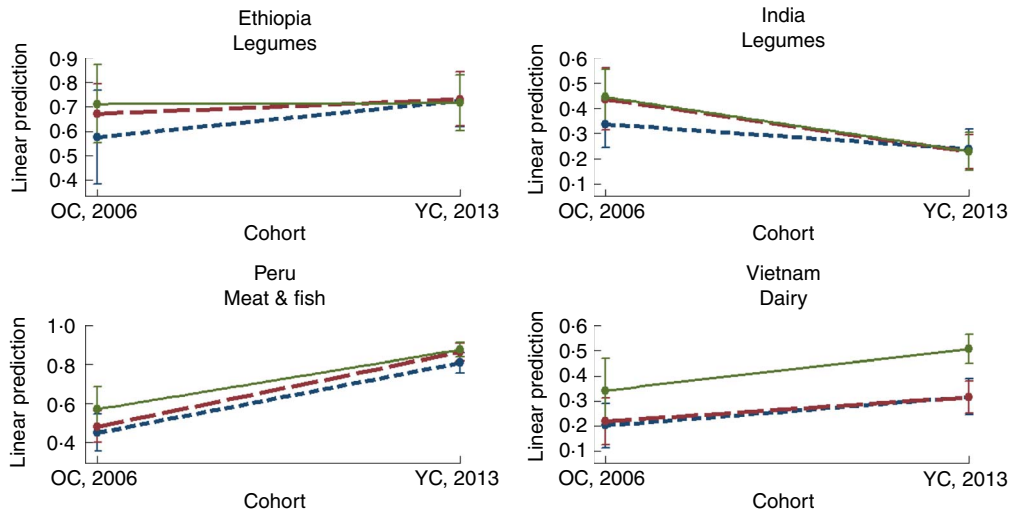 Ethiopia
Legumes
Linear prediction
0·9
0·8
0·7
0·6
0·5
0·4
OC, 2006
YC, 2013
Cohort
India
Legumes
Linear prediction
0·6
0·5
0·4
0·3
0·2
0·1
OC, 2006
YC, 2013
Cohort
Peru
Meat & fish
Linear prediction
1·0
0·8
0·6
0·4
OC, 2006
YC, 2013
Cohort
Vietnam
Dairy
Linear prediction
0·6
0·5
0·4
0·3
0·2
0·1
OC, 2006
YC, 2013
Cohort